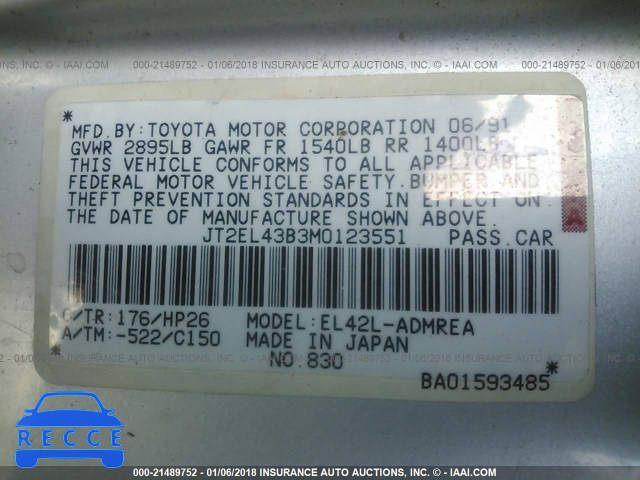 000-21489752 - 01/06/2018 INSURANCE AUTO AUCTIONS, INC. - © IAAI.COM
MFD. BY: TOYOTA MOTOR CORPORATION 06/91
GVWR 2895LB GAWR FR 1540LB RR 1400LB
THIS VEHICLE CONFORMS TO ALL APPLICABLE
FEDERAL MOTOR VEHICLE SAFETY, BUMPER AND
THEFT PREVENTION STANDARDS IN EFFECT ON
THE DATE OF MANUFACTURE SHOWN ABOVE.
JT2EL43B3M0123551 PASS.CAR
C/TR: 176/HP26 MODEL: EL42L-ADMREA
A/TM: -522/C150 MADE IN JAPAN
NO.830
BA01593485
000-21489752 - 01/06/2018 INSURANCE AUTO AUCTIONS, INC. - © IAAI.COM